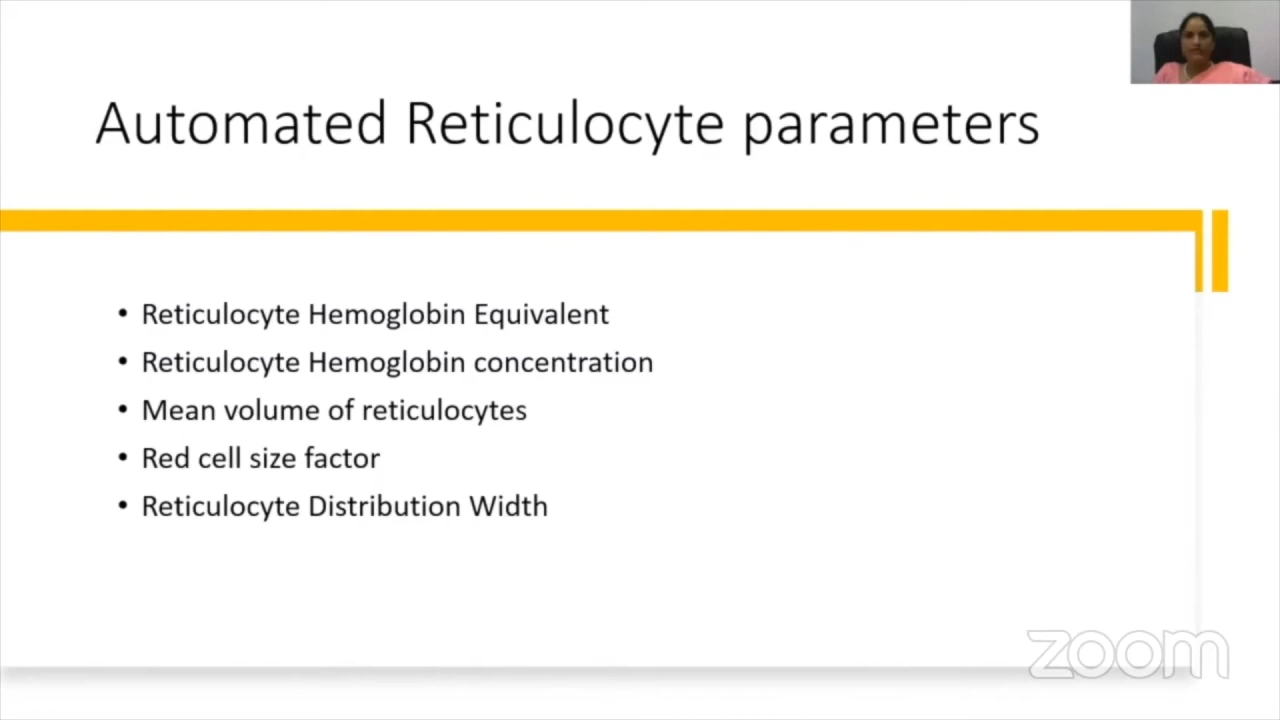 Automated Reticulocyte parameters
• Reticulocyte Hemoglobin Equivalent
• Reticulocyte Hemoglobin concentration
• Mean volume of reticulocytes
• Red cell size factor
• Reticulocyte Distribution Width
zoom